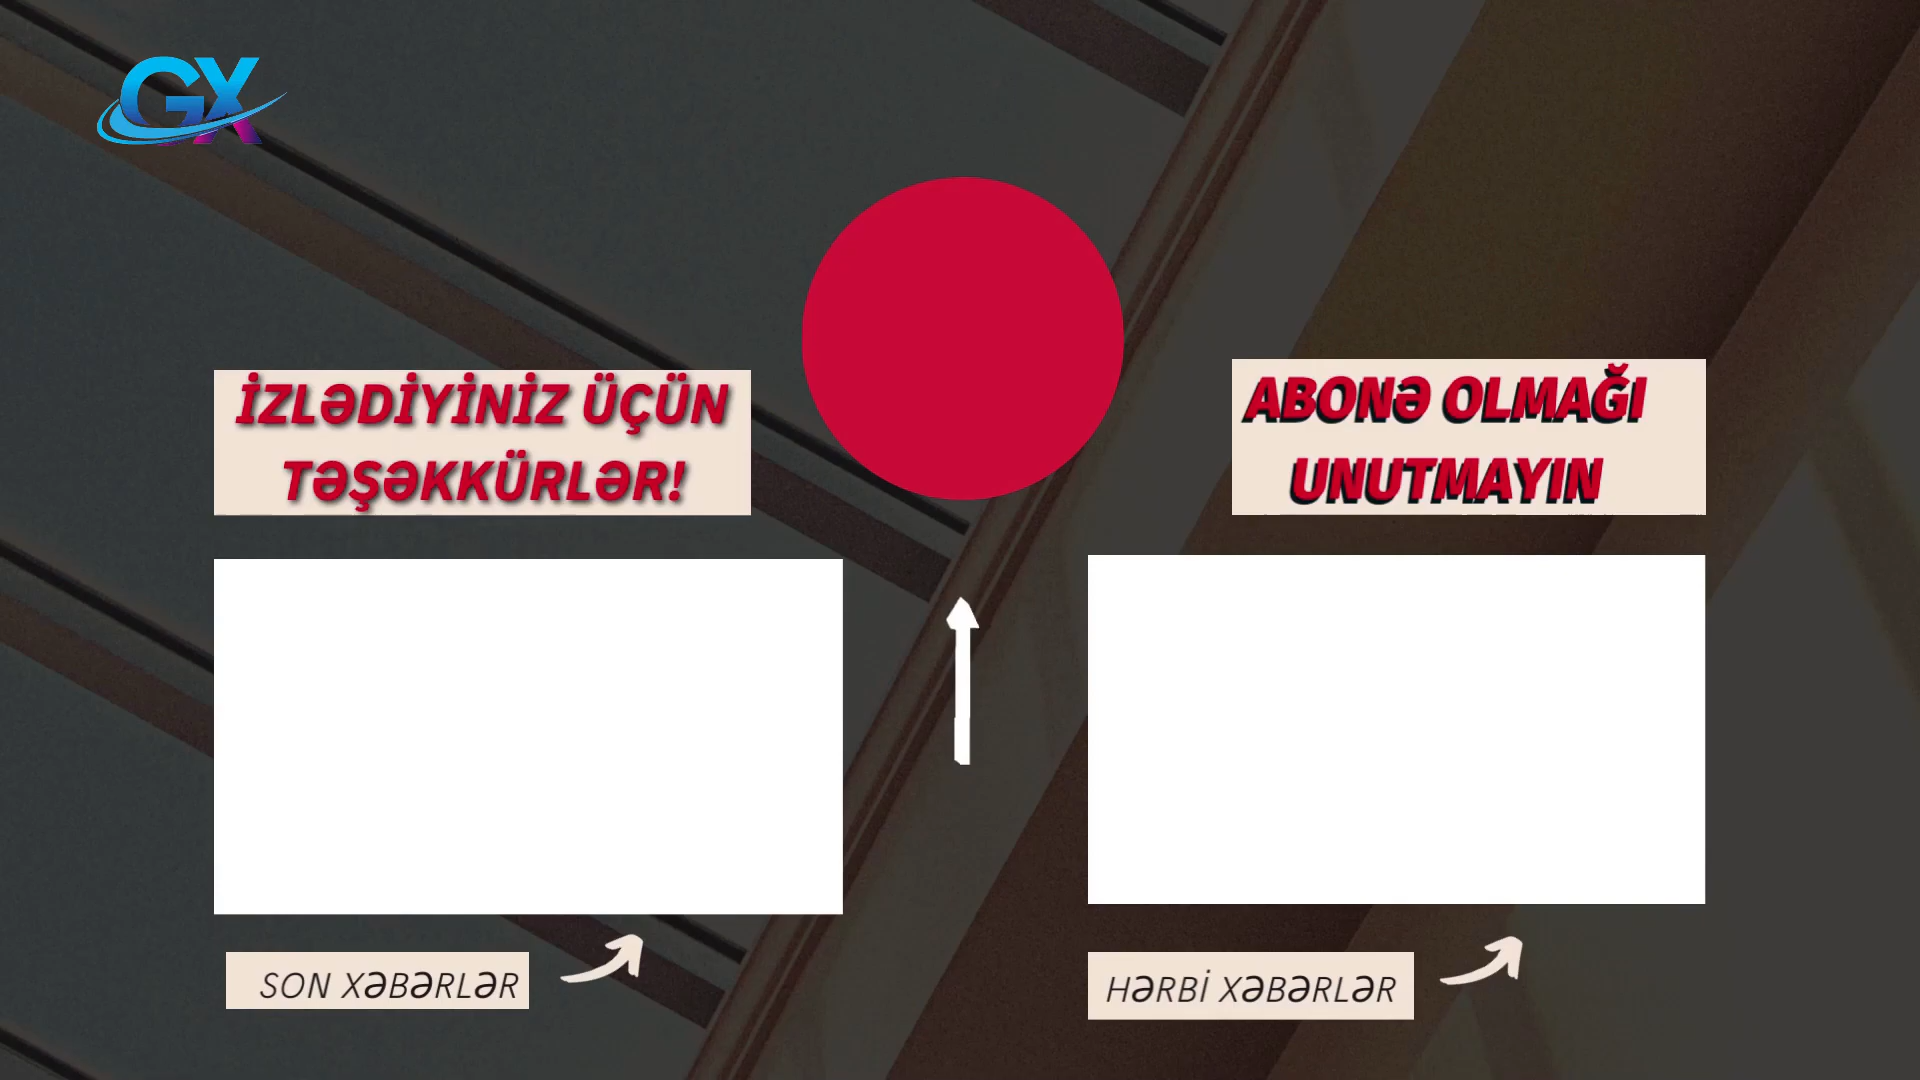 GX
İZLƏDİYİNİZ ÜÇÜN
TƏŞƏKKÜRLƏR!
ABONƏ OLMAĞI
UNUTMAYIN
SON XƏBƏRLƏR
HƏRBİ XƏBƏRLƏR